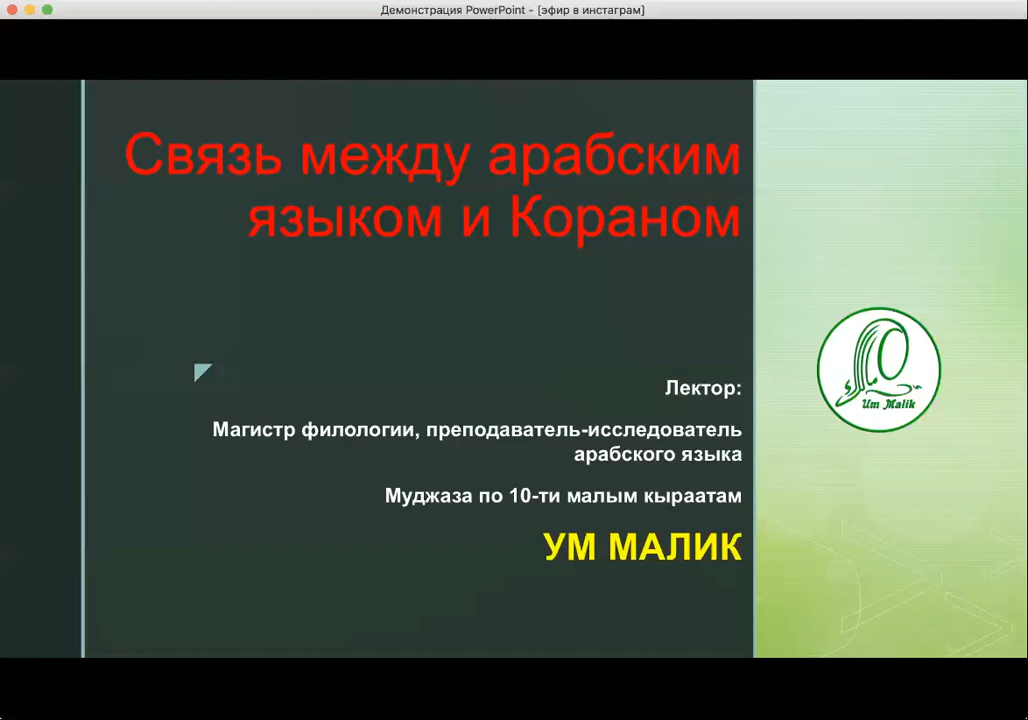 Демонстрация PowerPoint - [эфир в инстаграм]
Связь между арабским
языком и Кораном
Лектор:
Магистр филологии, преподаватель-исследователь
арабского языка
Муджаза по 10-ти малым кыраатам
УМ МАЛИК
Um Malik